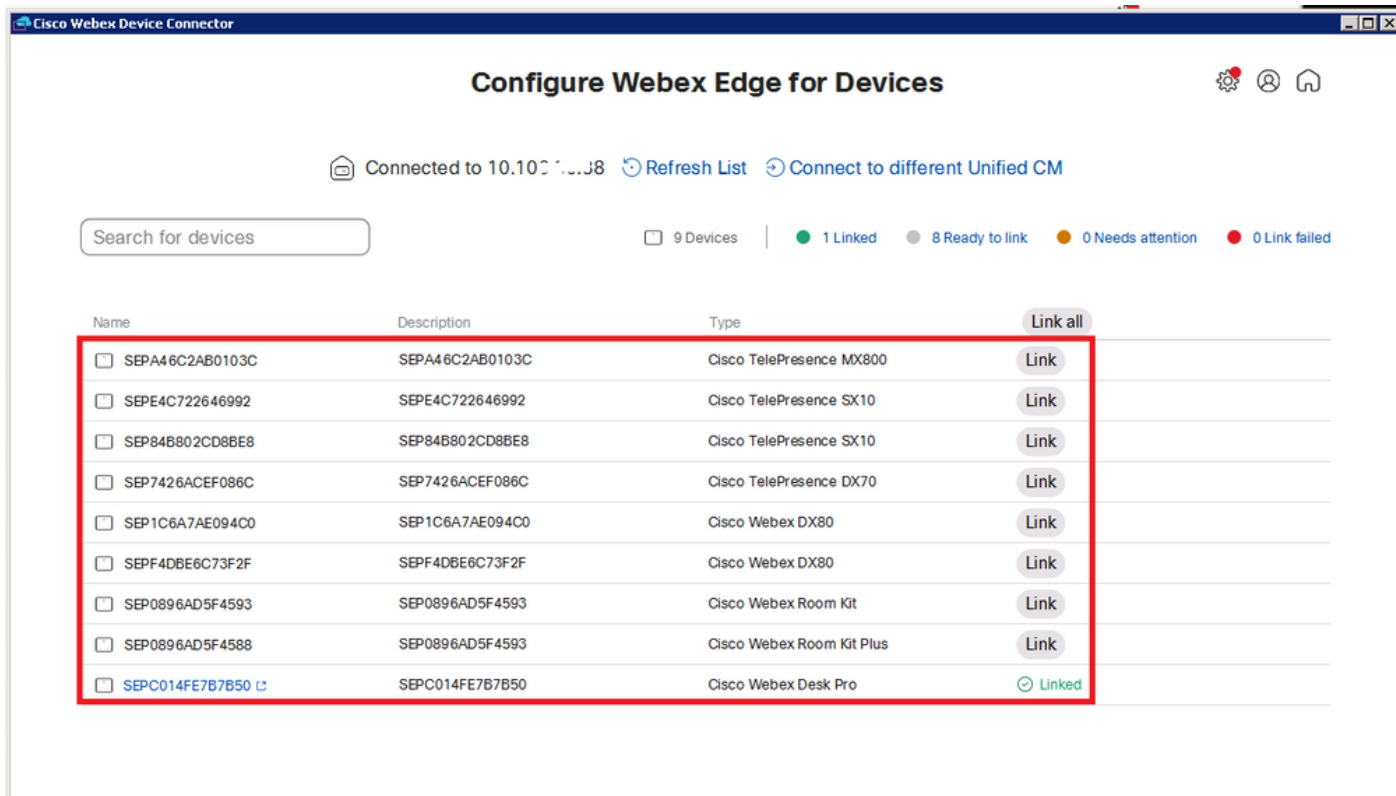 Cisco Webex Device Connector
Configure Webex Edge for Devices
Connected to Refresh List Connect to different Unified CM
Search for devices 9 Devices 1 Linked 8 Ready to link 0 Needs attention 0 Link failed
Name Description Type Link all
SEPA46C2AB0103C SEPA46C2AB0103C Cisco TelePresence MX800 Link
SEPE4C722646992 SEPE4C722646992 Cisco TelePresence SX10 Link
SEP84B802CD8BE8 SEP84B802CD8BE8 Cisco TelePresence SX10 Link
SEP7426ACEF086C SEP7426ACEF086C Cisco TelePresence DX70 Link
SEP1C6A7AE094C0 SEP1C6A7AE094C0 Cisco Webex DX80 Link
SEPF4DBE6C73F2F SEPF4DBE6C73F2F Cisco Webex DX80 Link
SEP0896AD5F4593 SEP0896AD5F4593 Cisco Webex Room Kit Link
SEP0896AD5F4588 SEP0896AD5F4593 Cisco Webex Room Kit Plus Link
SEPC014FE7B7B50 SEPC014FE7B7B50 Cisco Webex Desk Pro Linked